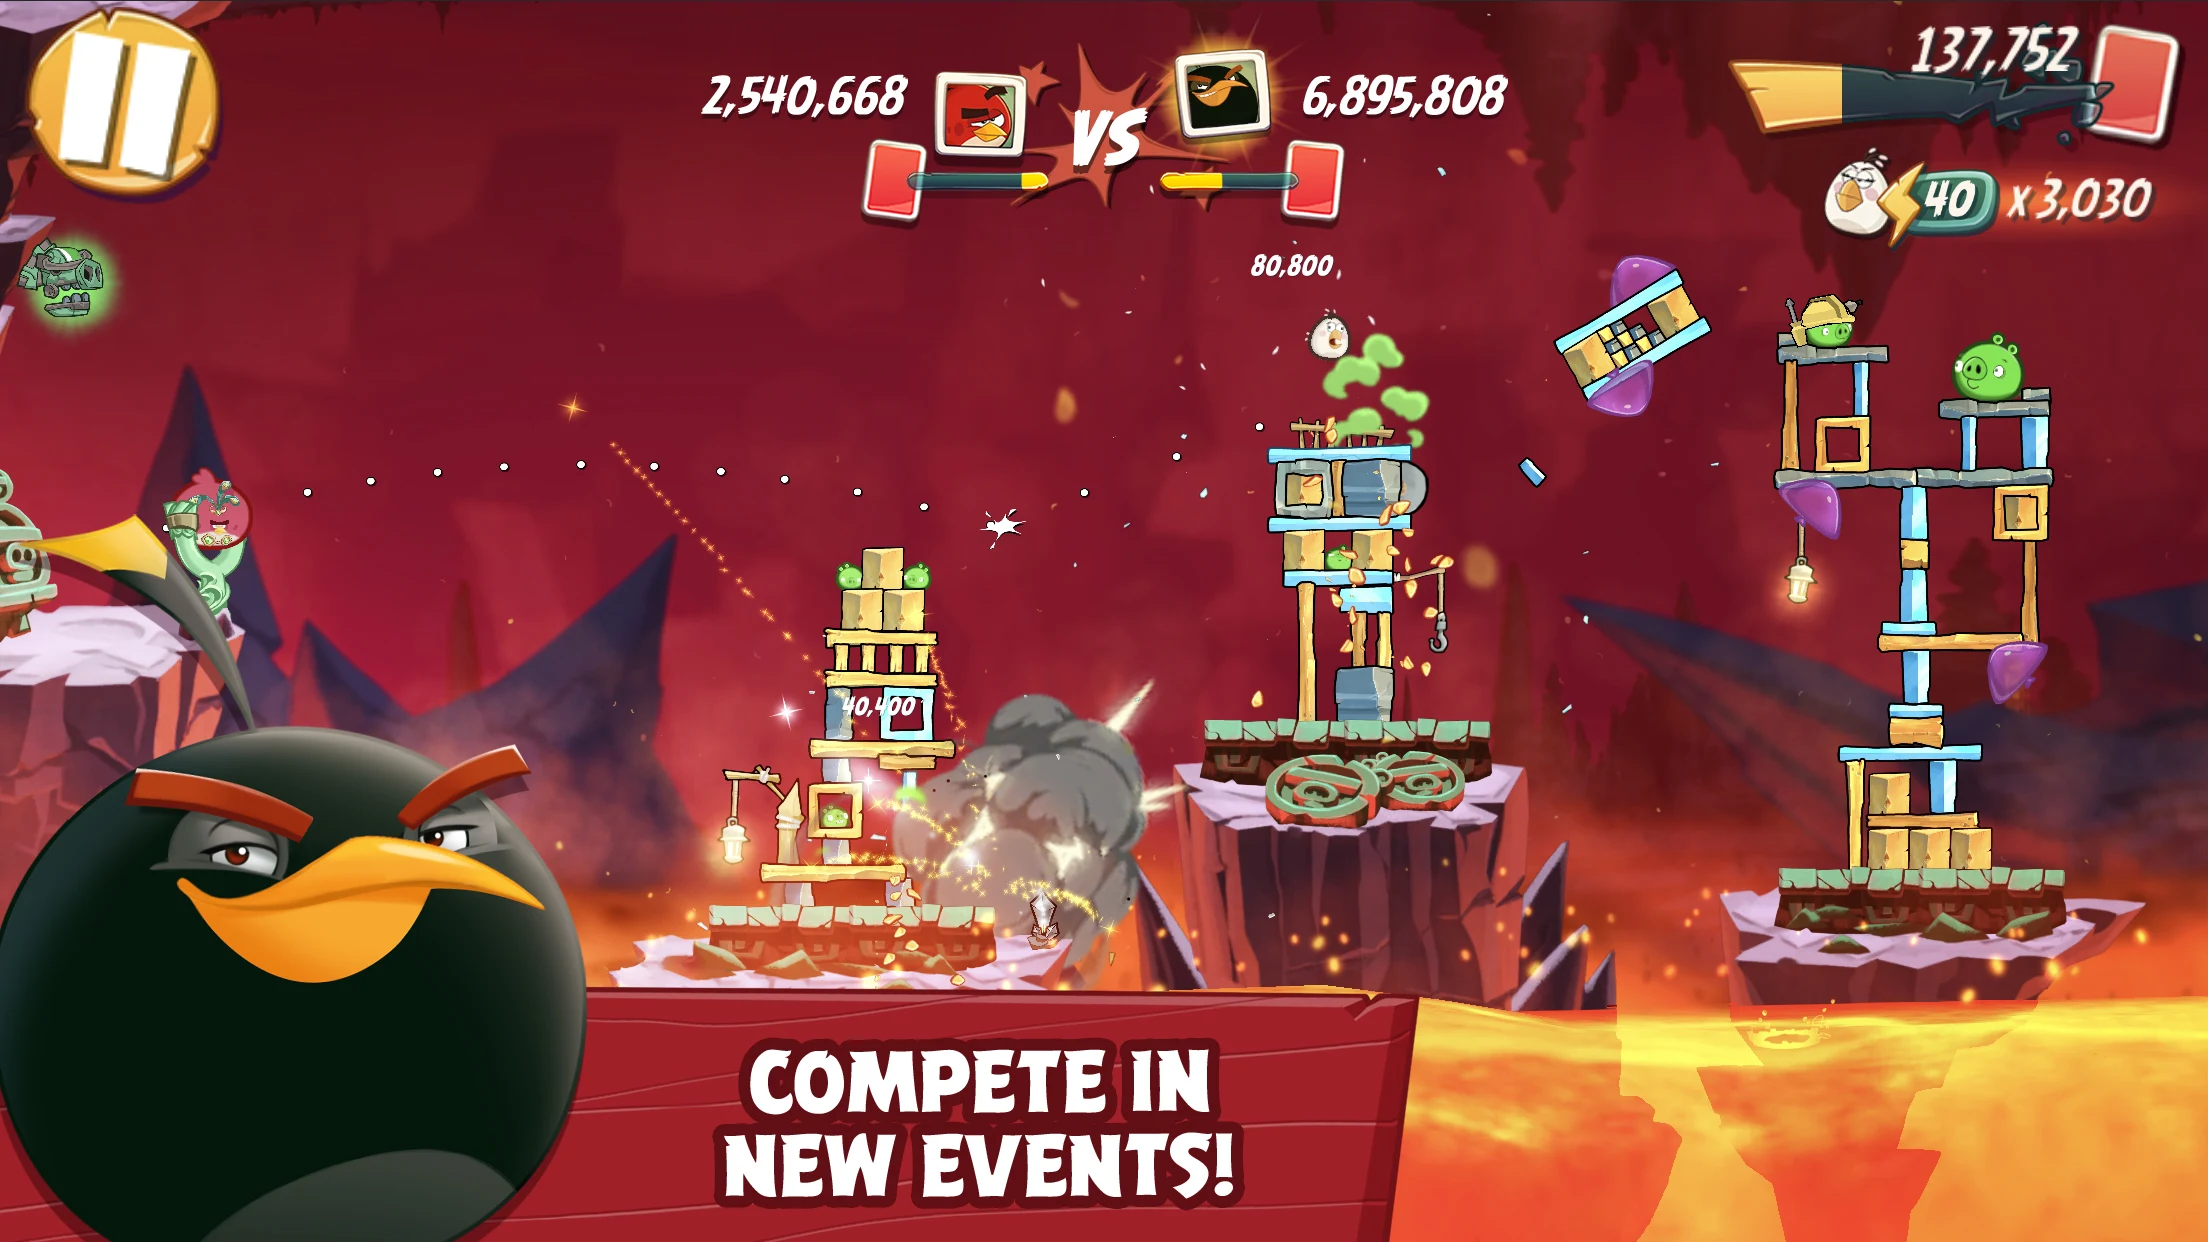 2,540,668
VS
6,895,808
137,752
40 x3,030
80,800
40,400
COMPETE IN
NEW EVENTS!